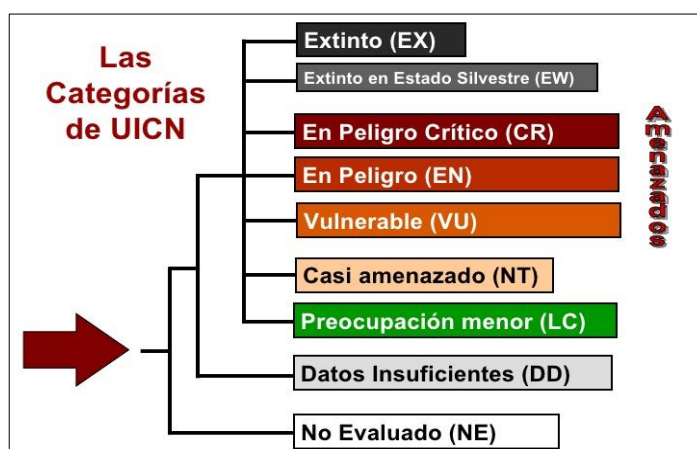 Las
Categorías
de UICN
Extinto (EX)
Extinto en Estado Silvestre (EW)
En Peligro Crítico (CR)
En Peligro (EN)
Vulnerable (VU)
Amenazados
Casi amenazado (NT)
Preocupación menor (LC)
Datos Insuficientes (DD)
No Evaluado (NE)